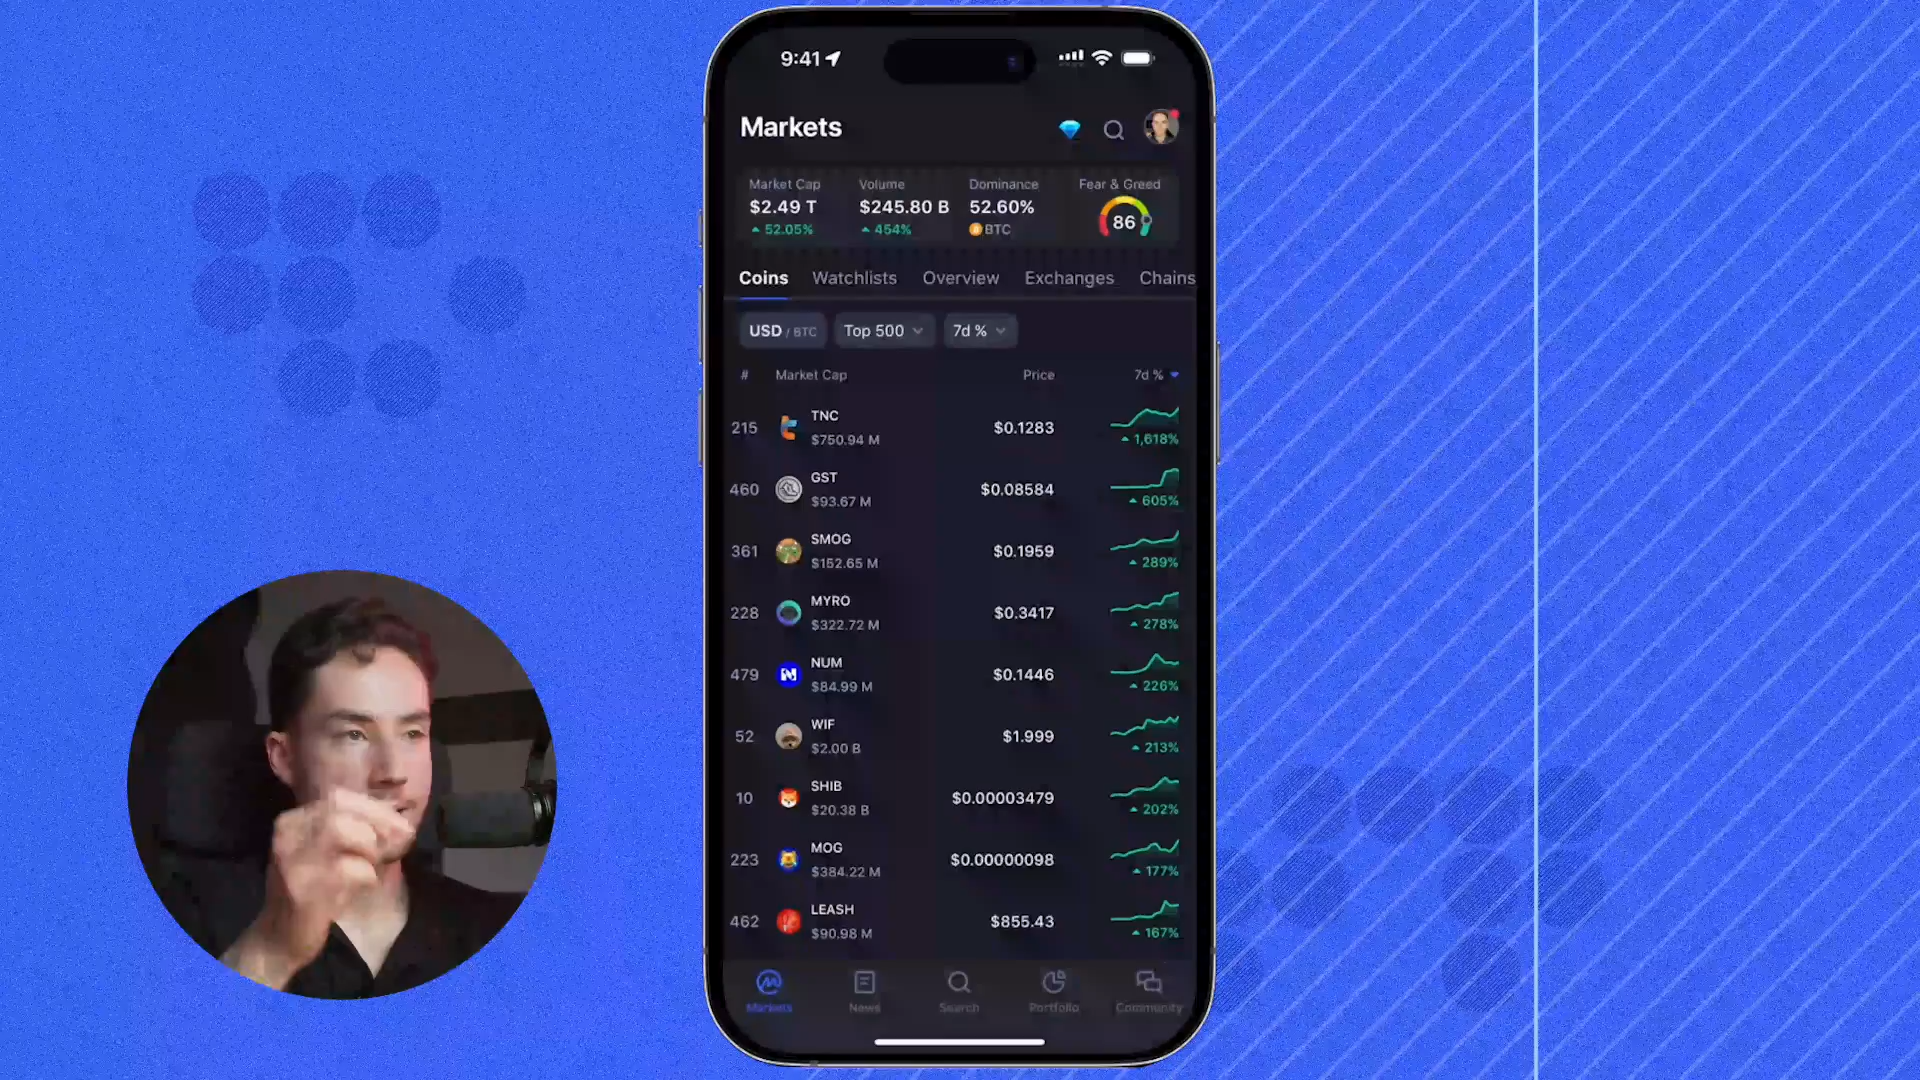 9:41
Markets
Market Cap Volume Dominance Fear & Greed
$2.49 T $245.80 B 52.60% 86
52.05% 454% BTC
Coins Watchlists Overview Exchanges Chains
USD / BTC Top 500 7d %
# Market Cap Price 7d %
215 TNC $750.94 M $0.1283 1,618%
460 GST $93.67 M $0.08584 605%
361 SMOG $152.65 M $0.1959 289%
228 MYRO $322.72 M $0.3417 278%
479 NUM $84.99 M $0.1446 226%
52 WIF $2.00 B $1.999 213%
10 SHIB $20.38 B $0.00003479 202%
223 MOG $384.22 M $0.00000098 177%
462 LEASH $90.98 M $855.43 167%
Markets News Search Portfolio Community